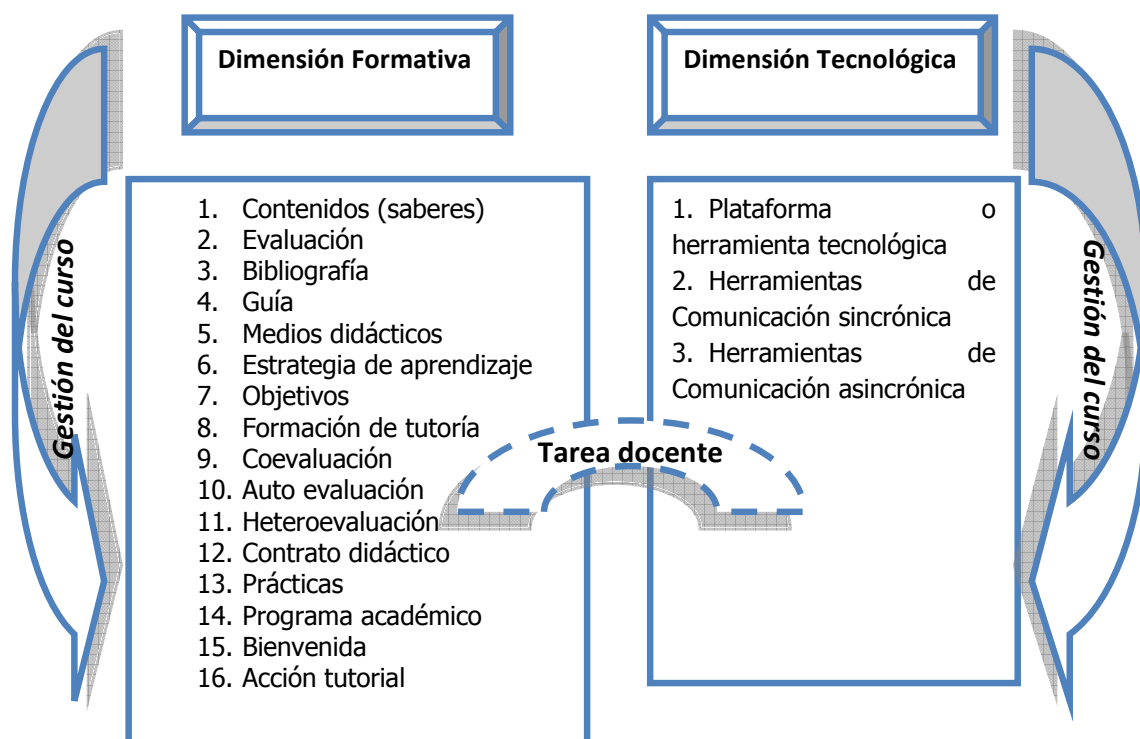 Dimensión Formativa
Dimensión Tecnológica
Gestión del curso
1. Contenidos (saberes)
2. Evaluación
3. Bibliografía
4. Guía
5. Medios didácticos
6. Estrategia de aprendizaje
7. Objetivos
8. Formación de tutoría
9. Coevaluación
10. Auto evaluación
11. Heteroevaluación
12. Contrato didáctico
13. Prácticas
14. Programa académico
15. Bienvenida
16. Acción tutorial
Tarea docente
1. Plataforma o
herramienta tecnológica
2. Herramientas de
Comunicación sincrónica
3. Herramientas de
Comunicación asincrónica
Gestión del curso